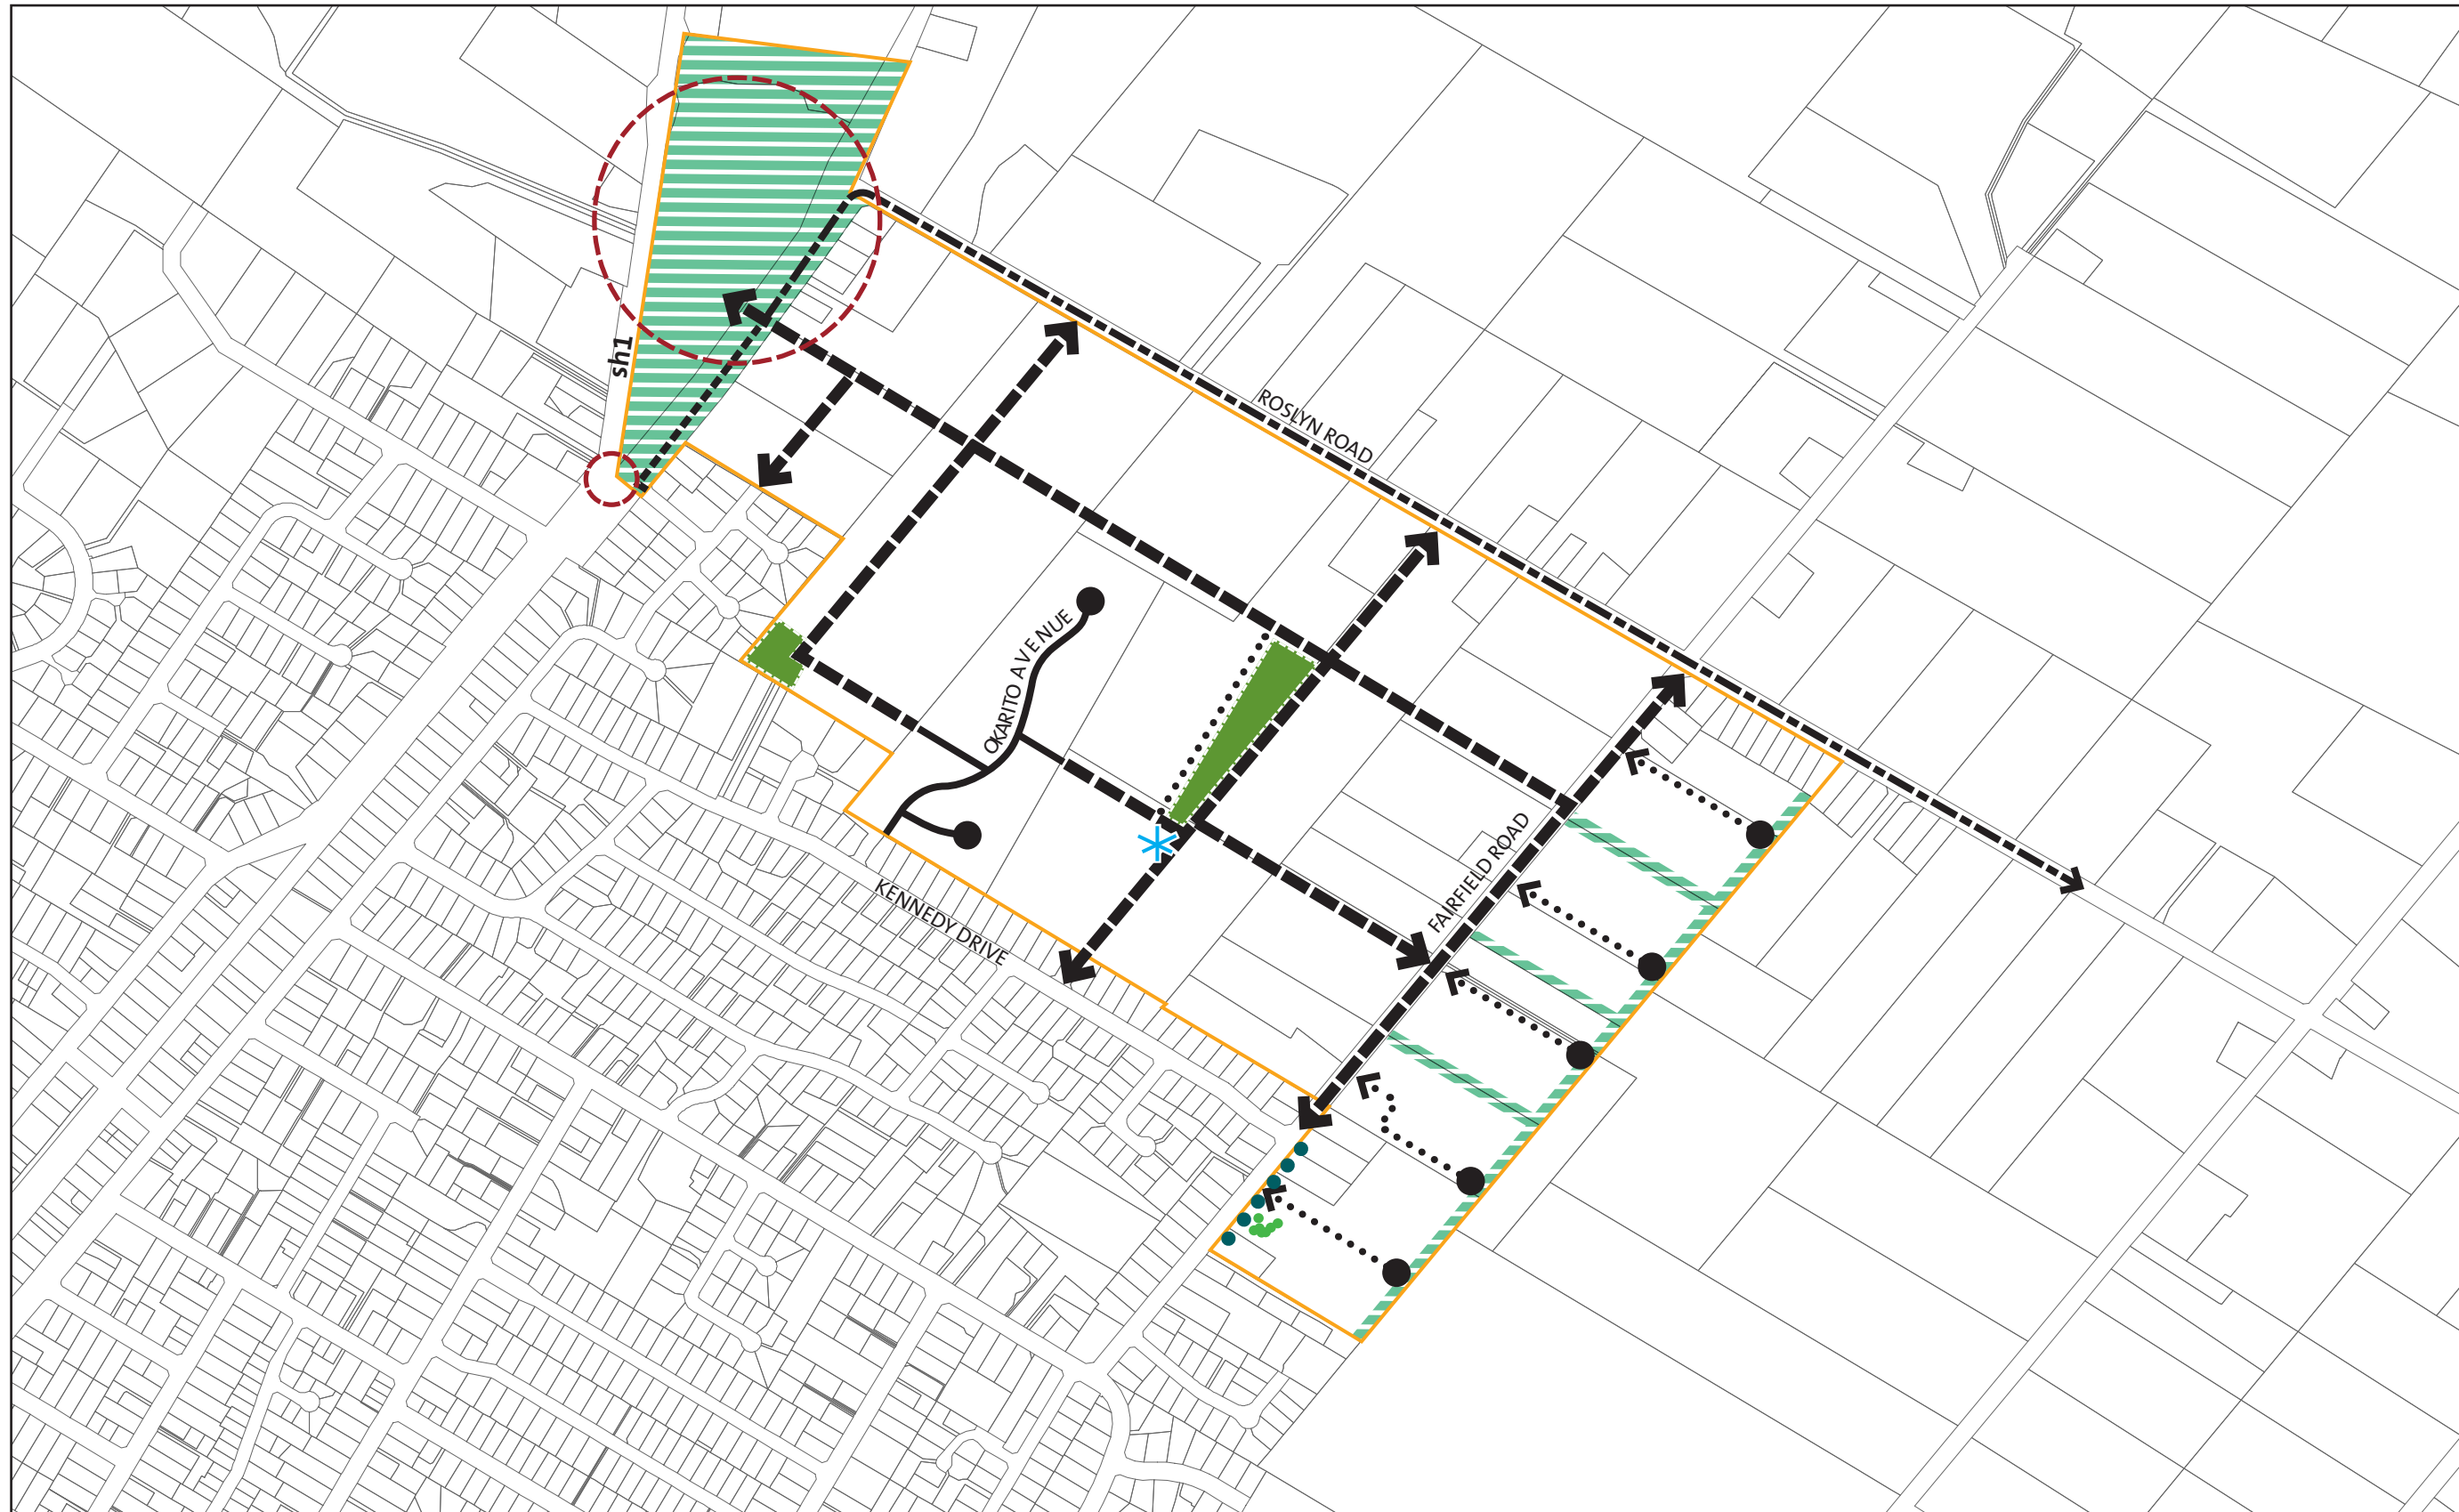 sh1
ROSLYN ROAD
OKARITO AVENUE
FAIRFIELD ROAD
KENNEDY DRIVE